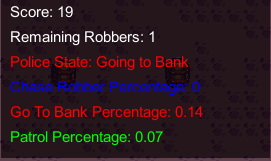 Score: 19
Remaining Robbers: 1
Police State: Going to Bank
Chase Robber Percentage: 0
Go To Bank Percentage: 0.14
Patrol Percentage: 0.07